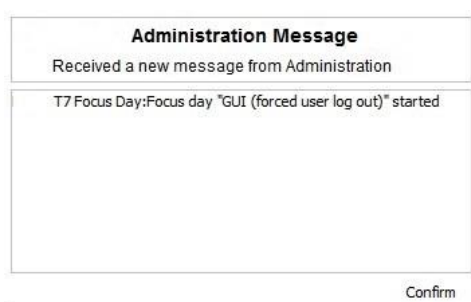 Administration Message
Received a new message from Administration
T7 Focus Day:Focus day "GUI (forced user log out)" started
Confirm